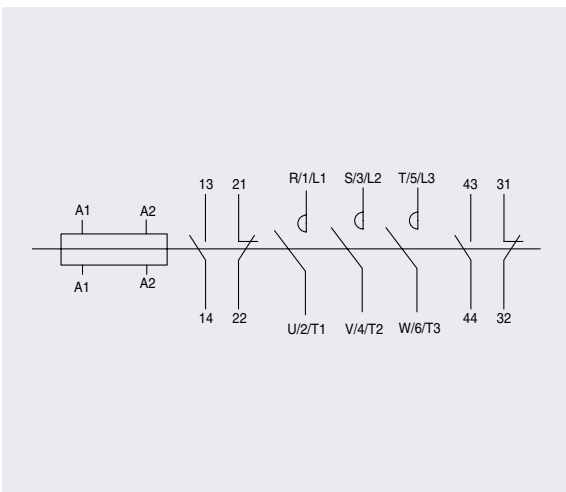 R/1/L1 S/3/L2 T/5/L3
13 21 43 31
A1 A2
A1 A2
14 22 44 32
U/2/T1 V/4/T2 W/6/T3